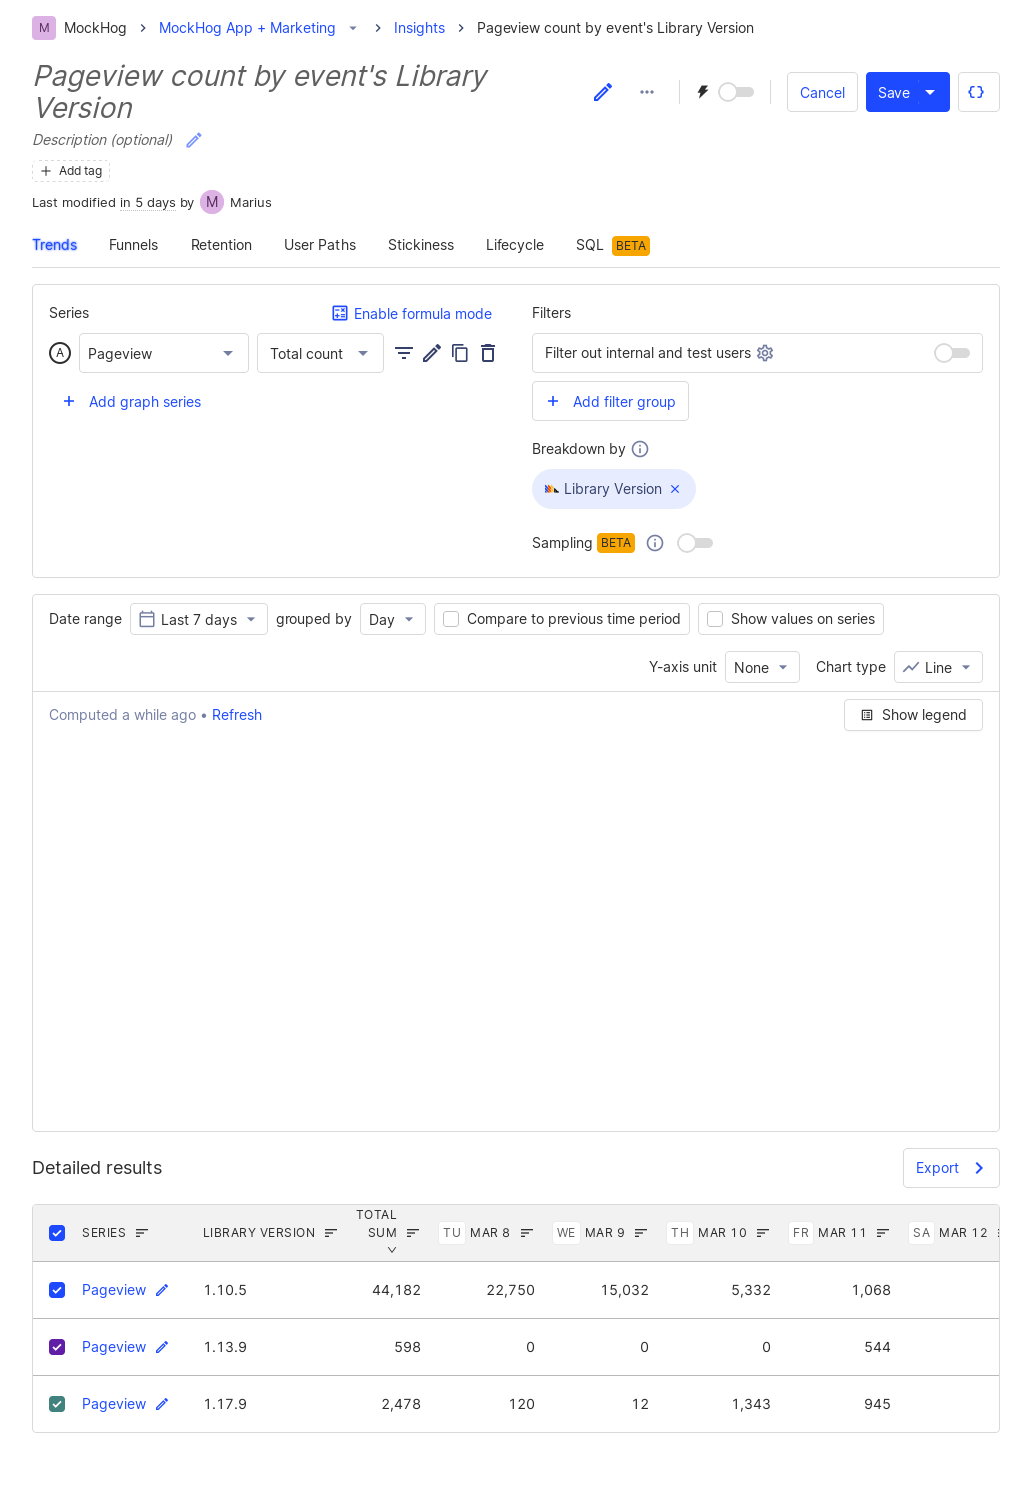 M MockHog MockHog App + Marketing Insights Pageview count by event's Library Version
Pageview count by event's Library
Version
Cancel Save
Description (optional)
Add tag
Last modified in 5 days by M Marius
Trends Funnels Retention User Paths Stickiness Lifecycle SQL BETA
Series Enable formula mode
A Pageview Total count
Add graph series
Filters
Filter out internal and test users
Add filter group
Breakdown by
Library Version
Sampling BETA
Date range Last 7 days grouped by Day Compare to previous time period Show values on series
Y-axis unit None Chart type Line
Computed a while ago • Refresh Show legend
Detailed results Export
SERIES LIBRARY VERSION TOTAL SUM TU MAR 8 WE MAR 9 TH MAR 10 FR MAR 11 SA MAR 12
Pageview 1.10.5 44,182 22,750 15,032 5,332 1,068
Pageview 1.13.9 598 0 0 0 544
Pageview 1.17.9 2,478 120 12 1,343 945